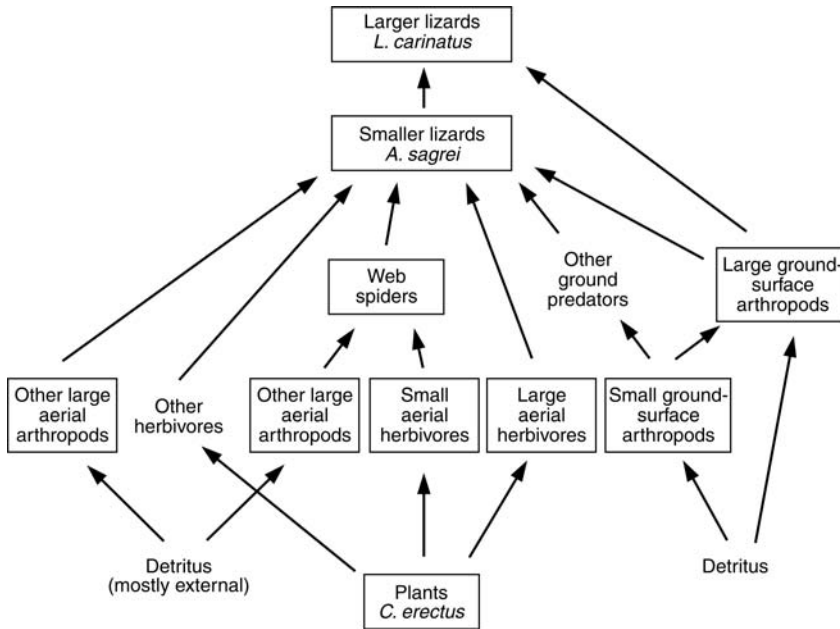 Larger lizards
L. carinatus
Smaller lizards
A. sagrei
Web
spiders
Other
ground
predators
Large ground-
surface
arthropods
Other large
aerial
arthropods
Other
herbivores
Other large
aerial
arthropods
Small
aerial
herbivores
Large
aerial
herbivores
Small ground-
surface
arthropods
Detritus
(mostly external)
Plants
C. erectus
Detritus